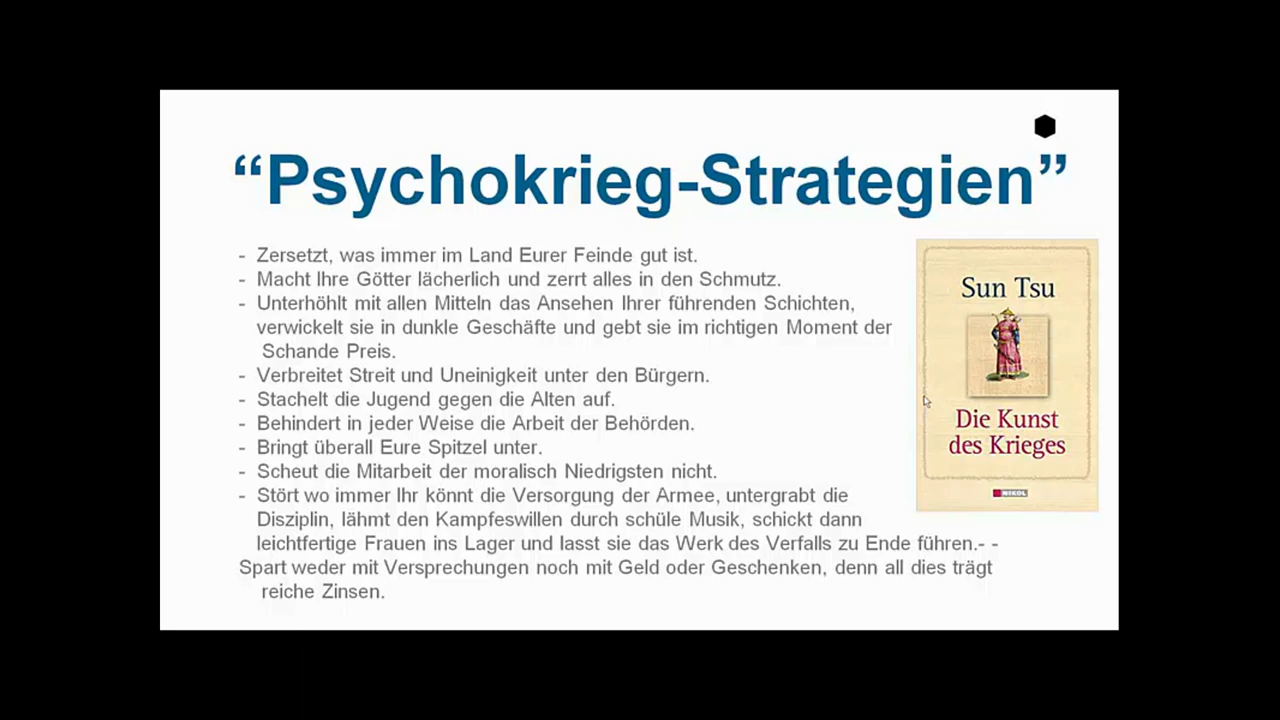 “Psychokrieg-Strategien”
- Zersetzt, was immer im Land Eurer Feinde gut ist.
- Macht Ihre Götter lächerlich und zerrt alles in den Schmutz.
- Unterhöhlt mit allen Mitteln das Ansehen Ihrer führenden Schichten,
verwickelt sie in dunkle Geschäfte und gebt sie im richtigen Moment der
Schande Preis.
- Verbreitet Streit und Uneinigkeit unter den Bürgern.
- Stachelt die Jugend gegen die Alten auf.
- Behindert in jeder Weise die Arbeit der Behörden.
- Bringt überall Eure Spitzel unter.
- Scheut die Mitarbeit der moralisch Niedrigsten nicht.
- Stört wo immer Ihr könnt die Versorgung der Armee, untergrabt die
Disziplin, lähmt den Kampfeswillen durch schüle Musik, schickt dann
leichtfertige Frauen ins Lager und lasst sie das Werk des Verfalls zu Ende führen.- -
Spart weder mit Versprechungen noch mit Geld oder Geschenken, denn all dies trägt
reiche Zinsen.
Sun Tsu
Die Kunst
des Krieges
NIKOL